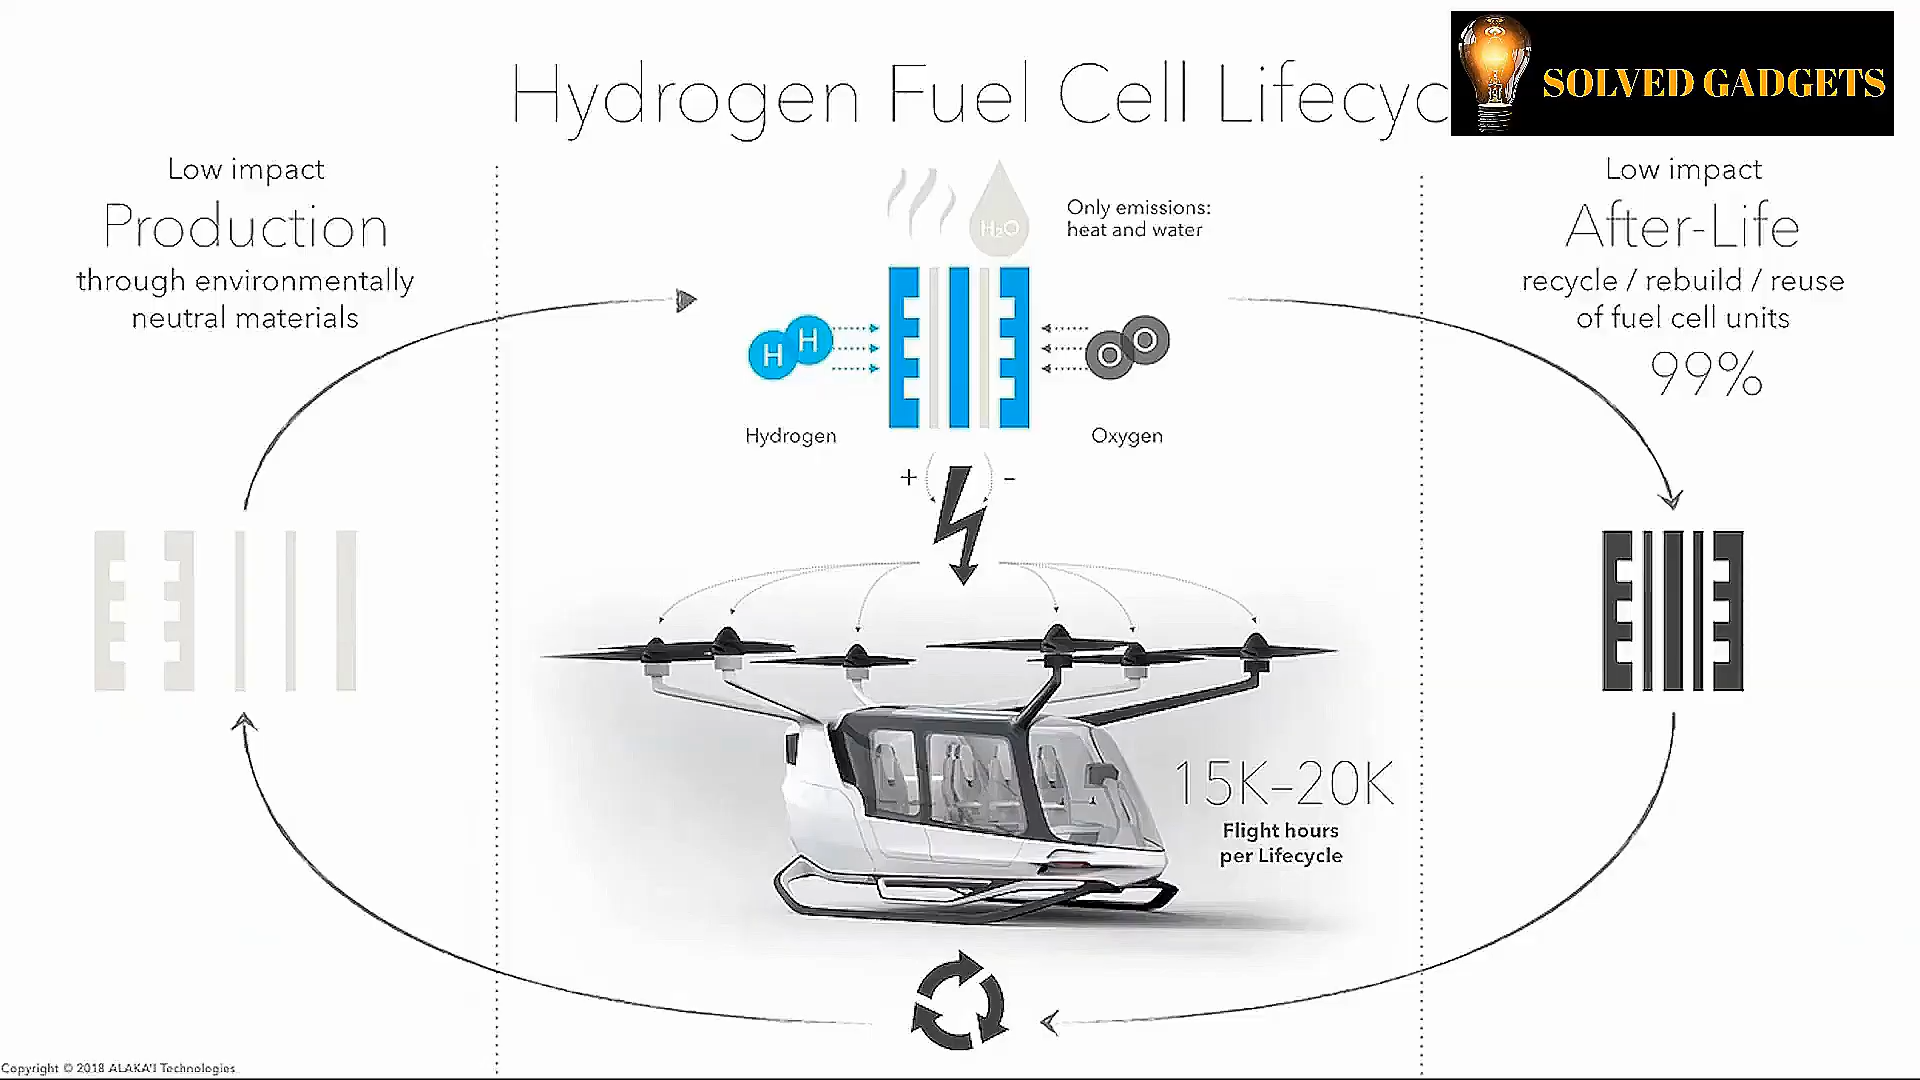 Hydrogen Fuel Cell Lifecyc
SOLVED GADGETS
Low impact
Production
through environmentally
neutral materials
H₂O
Only emissions:
heat and water
H H
O O
Hydrogen
Oxygen
+ -
15K–20K
Flight hours
per Lifecycle
Low impact
After-Life
recycle / rebuild / reuse
of fuel cell units
99%
Copyright © 2018 ALAKA'I Technologies